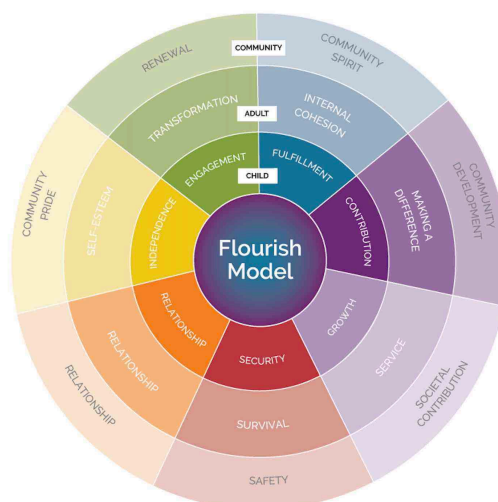 COMMUNITY
ADULT
CHILD
Flourish
Model
RENEWAL
COMMUNITY
SPIRIT
COMMUNITY
DEVELOPMENT
SOCIETAL
CONTRIBUTION
SAFETY
RELATIONSHIP
COMMUNITY
PRIDE
TRANSFORMATION
INTERNAL
COHESION
MAKING A
DIFFERENCE
SERVICE
SURVIVAL
RELATIONSHIP
SELF-ESTEEM
ENGAGEMENT
FULFILLMENT
CONTRIBUTION
GROWTH
SECURITY
RELATIONSHIP
INDEPENDENCE